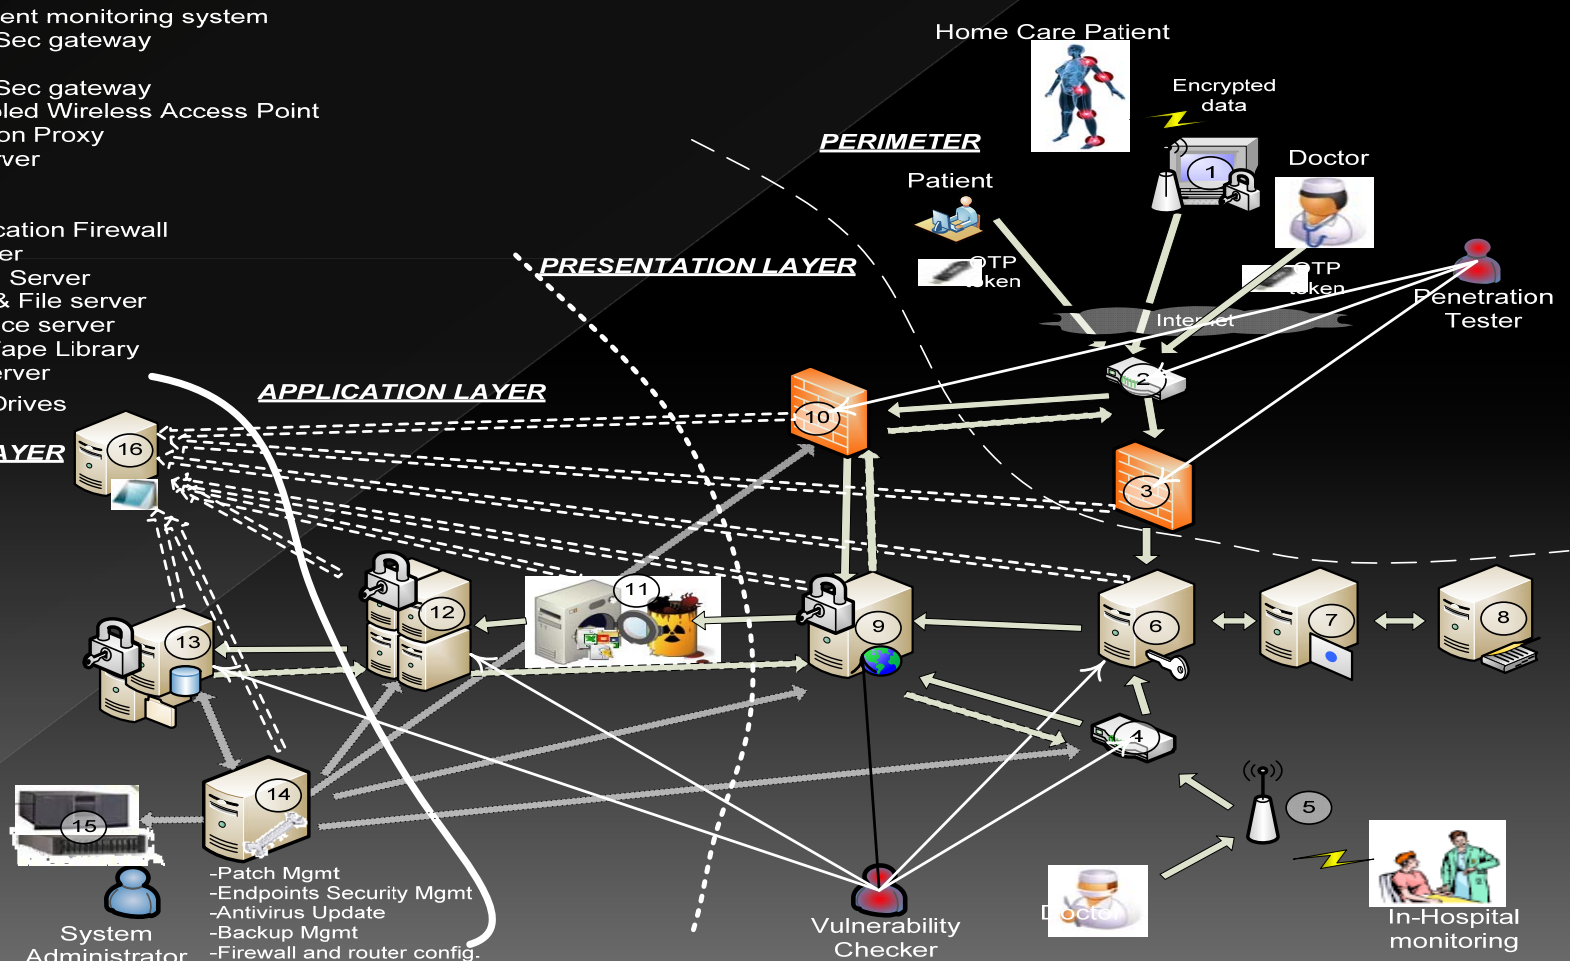 ent monitoring system
Sec gateway
Sec gateway
led Wireless Access Point
on Proxy
rver
cation Firewall
er
Server
& File server
ce server
Tape Library
erver
Drives
AYER
Home Care Patient
Encrypted
data
PERIMETER
Doctor
1
Patient
OTP
token
OTP
token
PRESENTATION LAYER
Penetration
Tester
Internet
2
APPLICATION LAYER
10
16
3
11
12
13
9
6
7
8
4
14
15
5
-Patch Mgmt
-Endpoints Security Mgmt
-Antivirus Update
-Backup Mgmt
-Firewall and router config.
System
Administrator
Vulnerability
Checker
Doctor
In-Hospital
monitoring